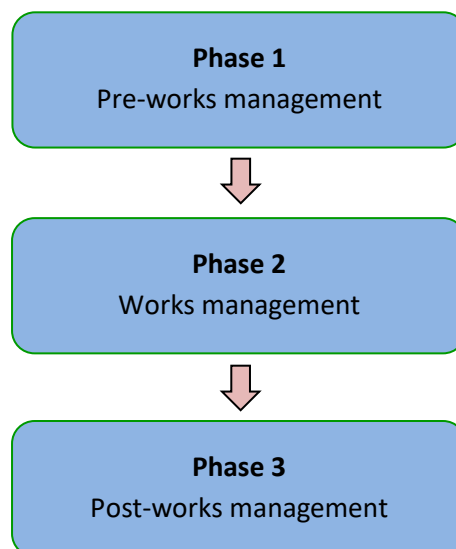 Phase 1
Pre-works management
Phase 2
Works management
Phase 3
Post-works management